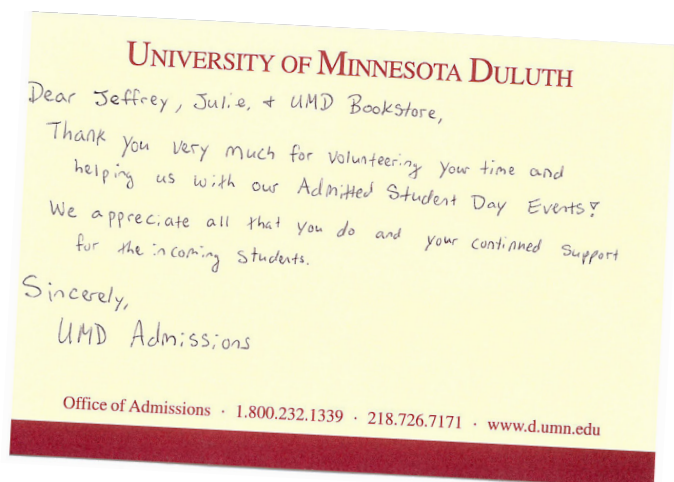 UNIVERSITY OF MINNESOTA DULUTH
Dear Jeffrey, Julie, + UMD Bookstore,
Thank you very much for volunteering your time and
helping us with our Admitted Student Day Events!
We appreciate all that you do and your continued support
for the incoming students.
Sincerely,
UMD Admissions
Office of Admissions · 1.800.232.1339 · 218.726.7171 · www.d.umn.edu